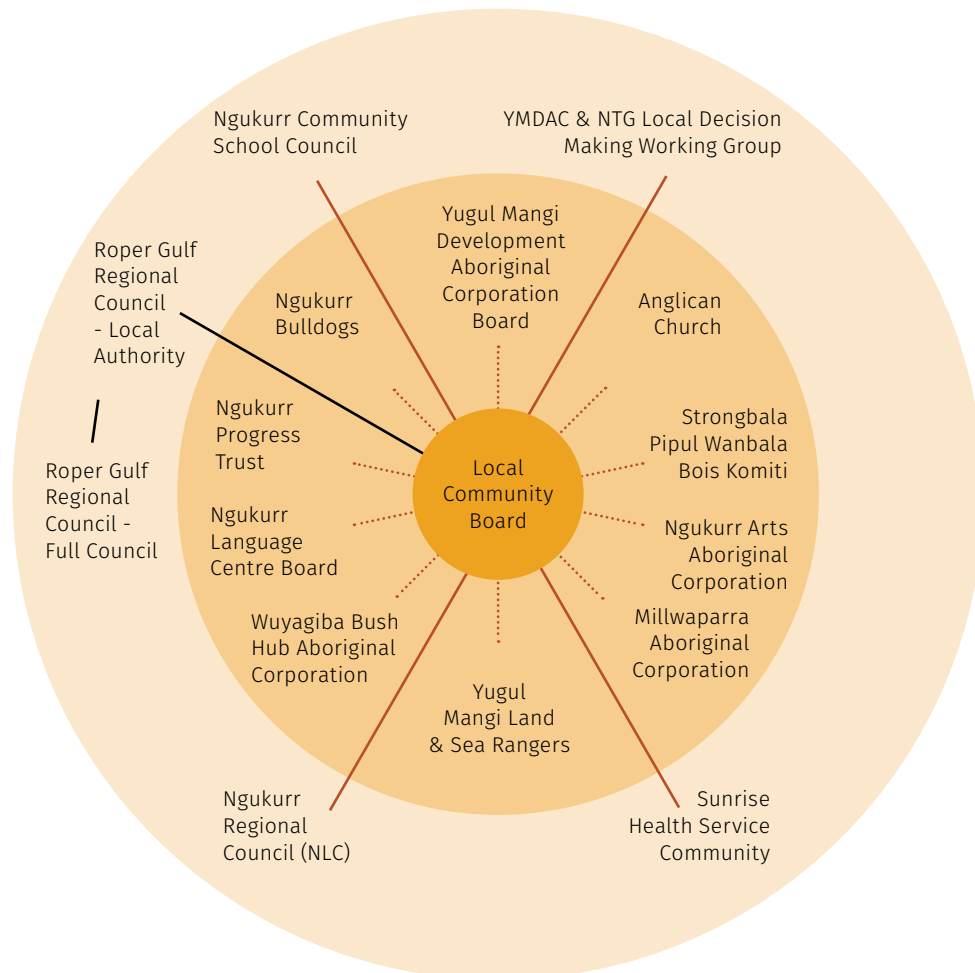 Ngukurr Community
School Council
YMDAC & NTG Local Decision
Making Working Group
Yugul Mangi
Development
Aboriginal
Corporation
Board
Roper Gulf
Regional
Council
- Local
Authority
Ngukurr
Bulldogs
Anglican
Church
Ngukurr
Progress
Trust
Strongbala
Pipul Wanbala
Bois Komiti
Local
Community
Board
Roper Gulf
Regional
Council -
Full Council
Ngukurr
Language
Centre Board
Ngukurr Arts
Aboriginal
Corporation
Wuyagiba Bush
Hub Aboriginal
Corporation
Millwaparra
Aboriginal
Corporation
Yugul
Mangi Land
& Sea Rangers
Ngukurr
Regional
Council (NLC)
Sunrise
Health Service
Community